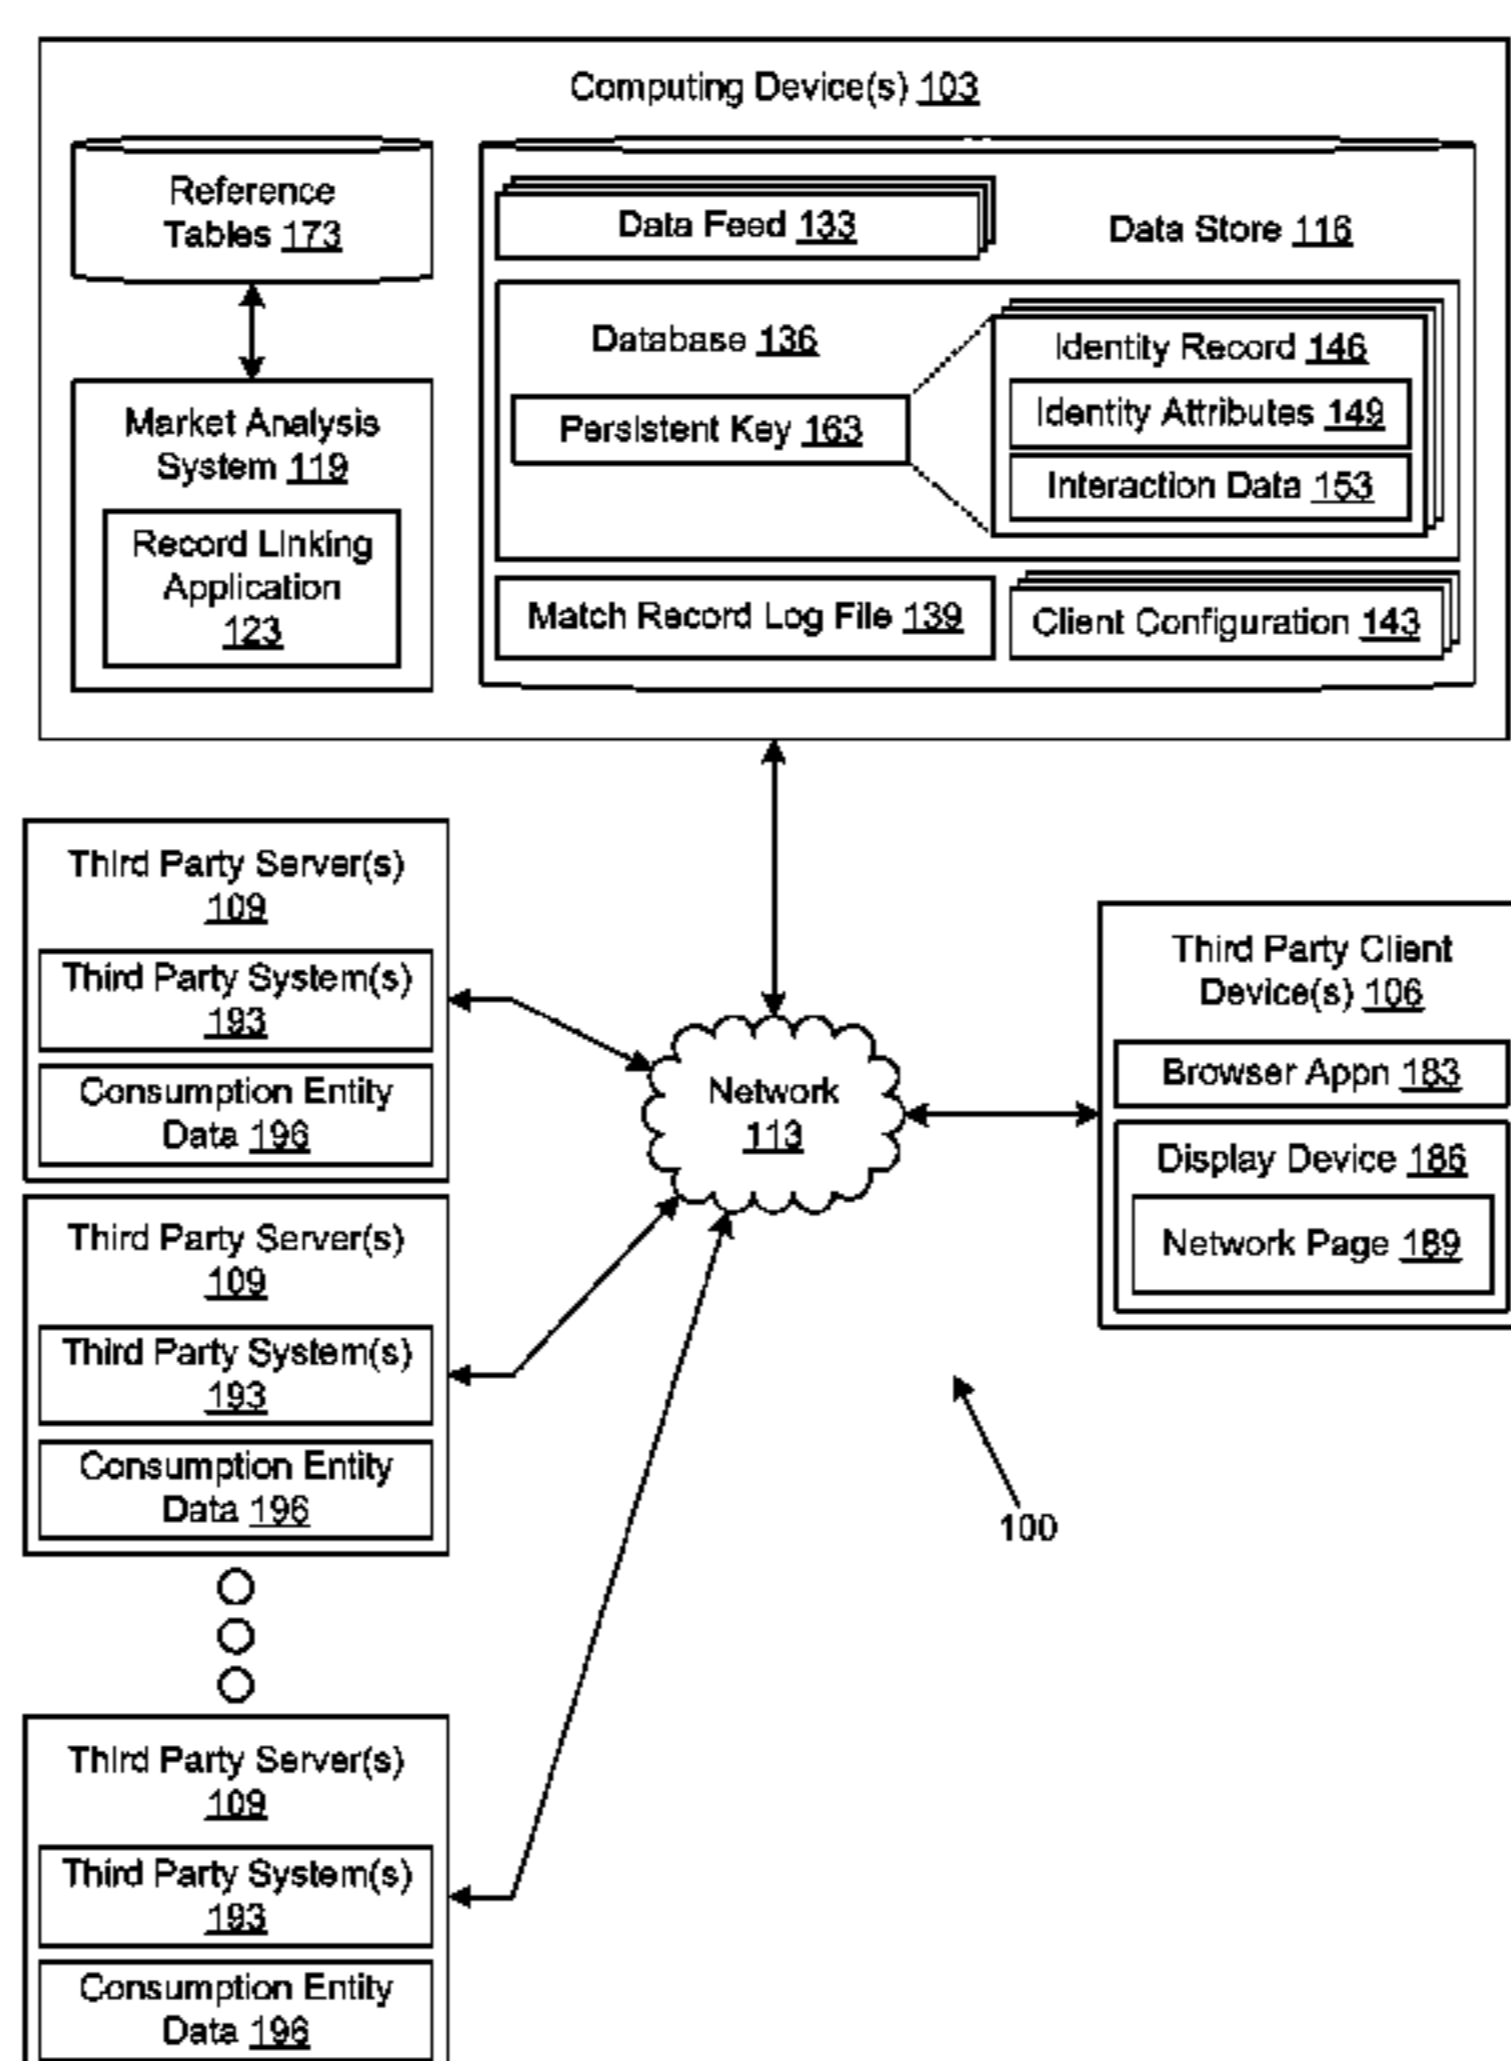 Computing Device(s) 103
Reference
Tables 173
Market Analysis
System 119
Record Linking
Application
123
Data Feed 133
Data Store 116
Database 136
Persistent Key 163
Identity Record 146
Identity Attributes 149
Interaction Data 153
Match Record Log File 139
Client Configuration 143
Third Party Server(s)
109
Third Party System(s)
193
Consumption Entity
Data 196
Network
113
Third Party Client
Device(s) 106
Browser Appn 183
Display Device 186
Network Page 189
Third Party Server(s)
109
Third Party System(s)
193
Consumption Entity
Data 196
100
Third Party Server(s)
109
Third Party System(s)
193
Consumption Entity
Data 196